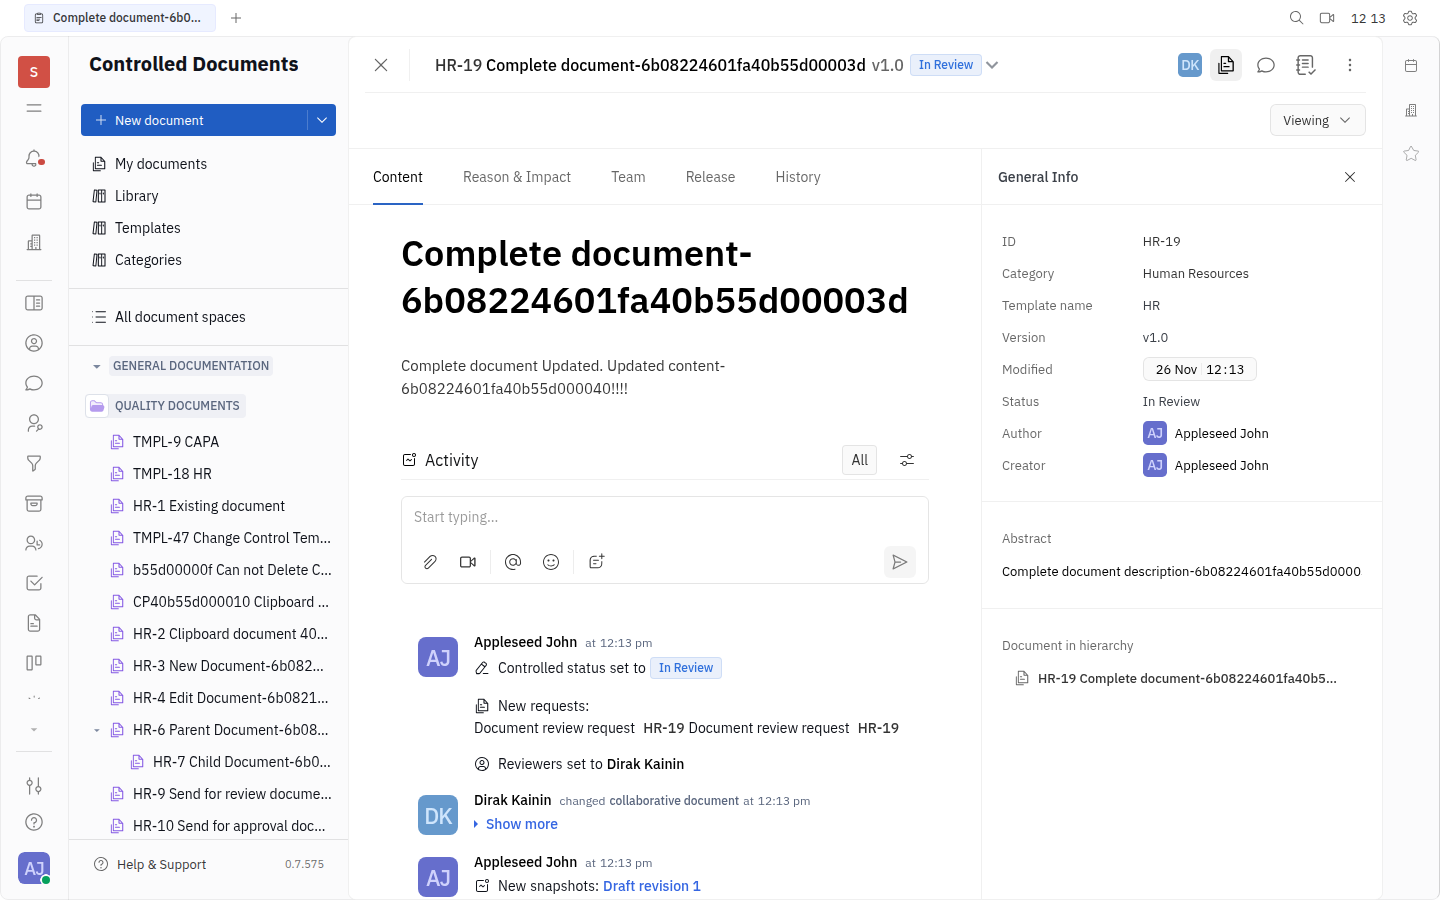 Complete document-6b0...
12 13
S
Controlled Documents
New document
My documents
Library
Templates
Categories
All document spaces
GENERAL DOCUMENTATION
QUALITY DOCUMENTS
TMPL-9 CAPA
TMPL-18 HR
HR-1 Existing document
TMPL-47 Change Control Tem...
b55d00000f Can not Delete C...
CP40b55d000010 Clipboard ...
HR-2 Clipboard document 40...
HR-3 New Document-6b082...
HR-4 Edit Document-6b0821...
HR-6 Parent Document-6b08...
HR-7 Child Document-6b0...
HR-9 Send for review docume...
HR-10 Send for approval doc...
Help & Support 0.7.575
AJ
HR-19 Complete document-6b08224601fa40b55d00003d v1.0 In Review
DK
Viewing
Content Reason & Impact Team Release History
Complete document-
6b08224601fa40b55d00003d
Complete document Updated. Updated content-
6b08224601fa40b55d000040!!!!
Activity All
Start typing...
AJ
Appleseed John at 12:13 pm
Controlled status set to In Review
New requests:
Document review request HR-19 Document review request HR-19
Reviewers set to Dirak Kainin
DK
Dirak Kainin changed collaborative document at 12:13 pm
Show more
AJ
Appleseed John at 12:13 pm
New snapshots: Draft revision 1
General Info
ID HR-19
Category Human Resources
Template name HR
Version v1.0
Modified 26 Nov 12:13
Status In Review
Author AJ Appleseed John
Creator AJ Appleseed John
Abstract
Complete document description-6b08224601fa40b55d0000
Document in hierarchy
HR-19 Complete document-6b08224601fa40b5...